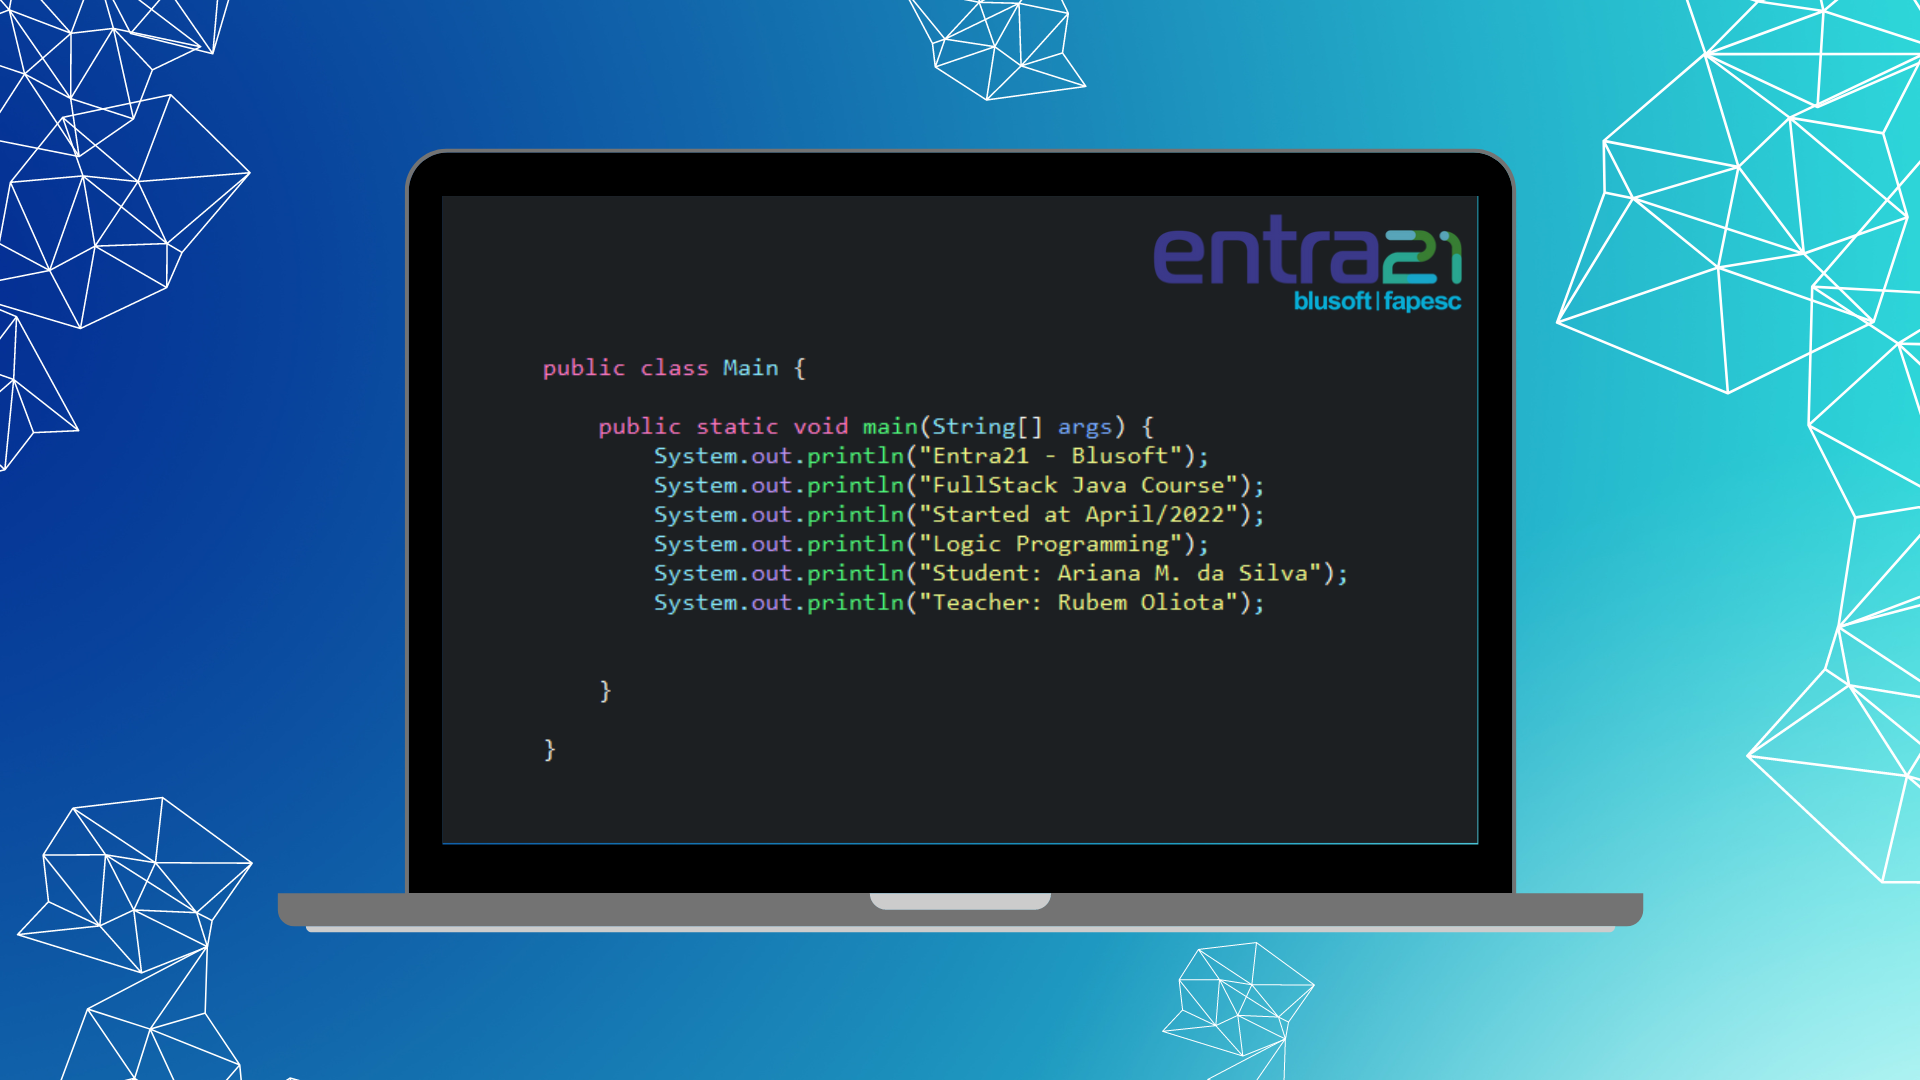 entra21
blusoft|fapesc
public class Main {
public static void main(String[] args) {
System.out.println("Entra21 - Blusoft");
System.out.println("FullStack Java Course");
System.out.println("Started at April/2022");
System.out.println("Logic Programming");
System.out.println("Student: Ariana M. da Silva");
System.out.println("Teacher: Rubem Oliota");
}
}